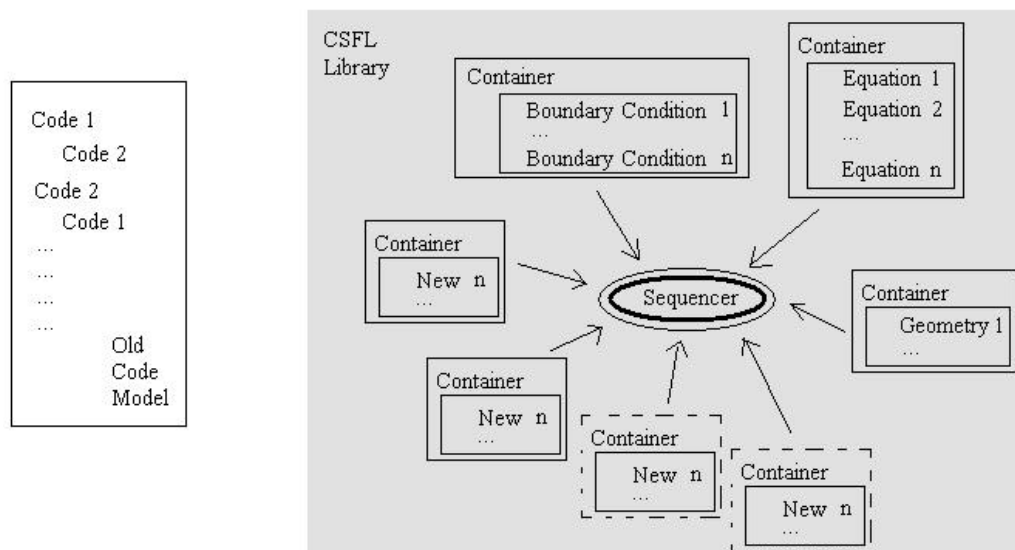 Code 1
Code 2
Code 2
Code 1
...
...
...
...
Old
Code
Model
CSFL
Library
Container
Boundary Condition 1
...
Boundary Condition n
Container
Equation 1
Equation 2
...
Equation n
Container
New n
...
Sequencer
Container
Geometry 1
...
Container
New n
...
Container
New n
...
Container
New n
...